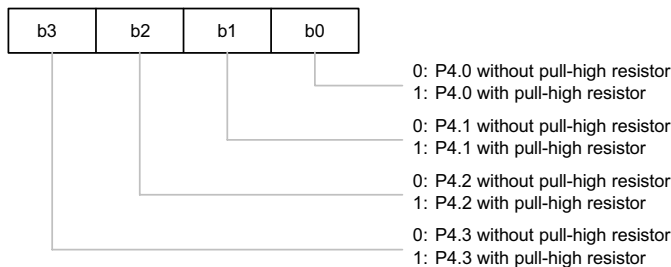 b3 b2 b1 b0
0: P4.0 without pull-high resistor
1: P4.0 with pull-high resistor
0: P4.1 without pull-high resistor
1: P4.1 with pull-high resistor
0: P4.2 without pull-high resistor
1: P4.2 with pull-high resistor
0: P4.3 without pull-high resistor
1: P4.3 with pull-high resistor